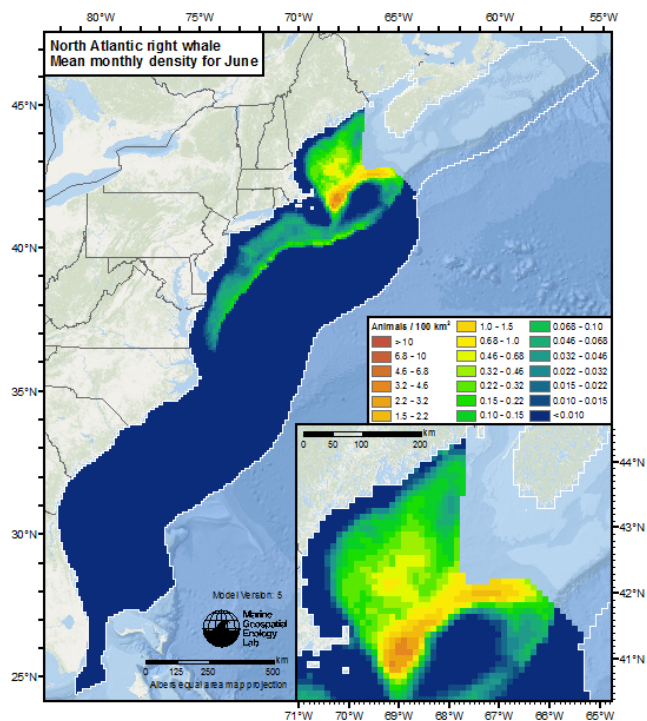 80°W 75°W 70°W 65°W 60°W 55°W
North Atlantic right whale
Mean monthly density for June
45°N
40°N
35°N
30°N
25°N
Animals / 100 km²
>10
6.8 - 10
4.6 - 6.8
3.2 - 4.6
2.2 - 3.2
1.5 - 2.2
1.0 - 1.5
0.68 - 1.0
0.46 - 0.68
0.32 - 0.46
0.22 - 0.32
0.15 - 0.22
0.10 - 0.15
0.068 - 0.10
0.046 - 0.068
0.032 - 0.046
0.022 - 0.032
0.015 - 0.022
0.010 - 0.015
<0.010
km
0 50 100 200
44°N
43°N
42°N
41°N
Model Version: 5
Marine
Geospatial
Ecology
Lab
km
0 125 250 500
Albers equal area map projection
71°W 70°W 69°W 68°W 67°W 66°W 65°W